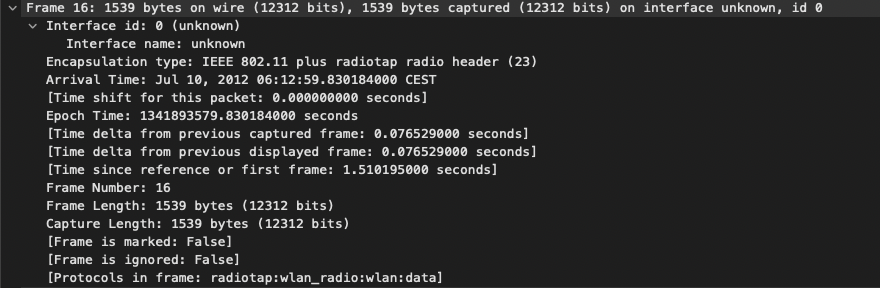 Frame 16: 1539 bytes on wire (12312 bits), 1539 bytes captured (12312 bits) on interface unknown, id 0
Interface id: 0 (unknown)
Interface name: unknown
Encapsulation type: IEEE 802.11 plus radiotap radio header (23)
Arrival Time: Jul 10, 2012 06:12:59.830184000 CEST
[Time shift for this packet: 0.000000000 seconds]
Epoch Time: 1341893579.830184000 seconds
[Time delta from previous captured frame: 0.076529000 seconds]
[Time delta from previous displayed frame: 0.076529000 seconds]
[Time since reference or first frame: 1.510195000 seconds]
Frame Number: 16
Frame Length: 1539 bytes (12312 bits)
Capture Length: 1539 bytes (12312 bits)
[Frame is marked: False]
[Frame is ignored: False]
[Protocols in frame: radiotap:wlan_radio:wlan:data]